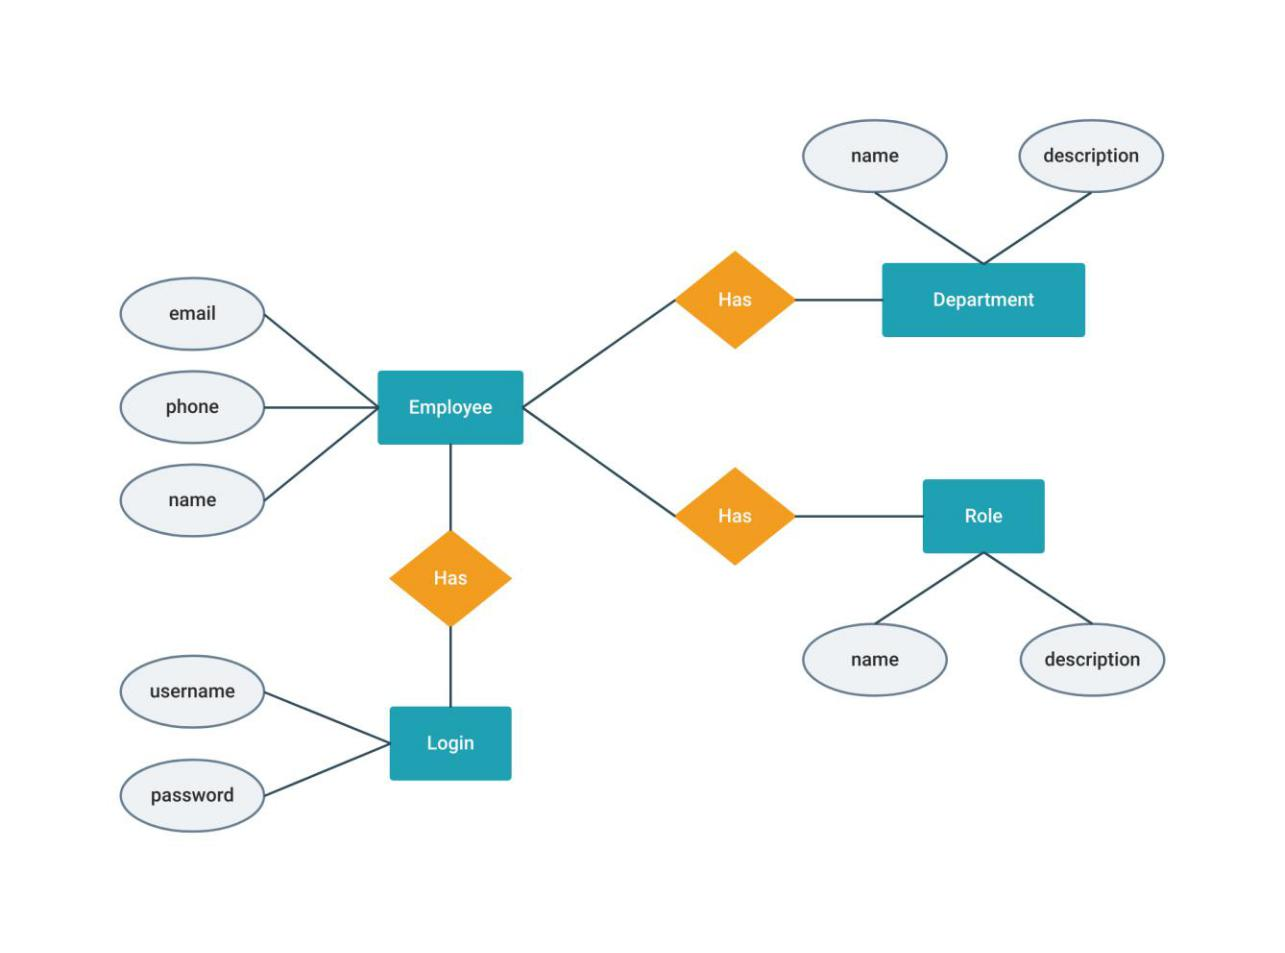 name
description
Has
Department
email
phone
Employee
name
Has
Role
Has
name
description
username
Login
password